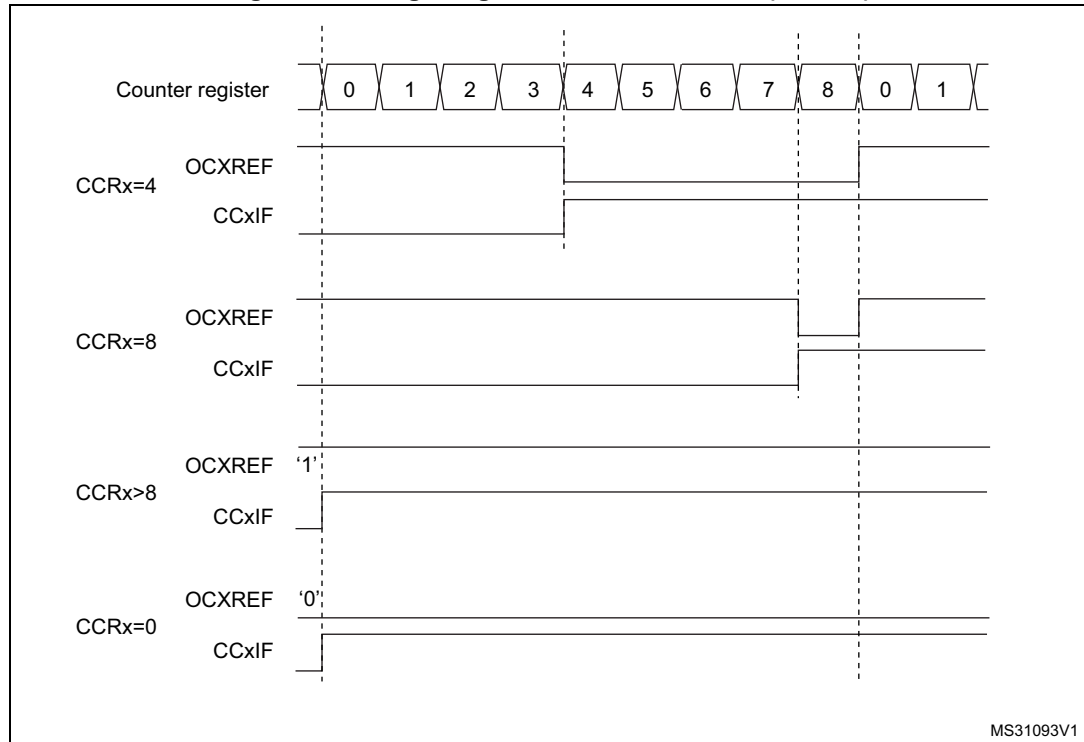 Counter register 0 1 2 3 4 5 6 7 8 0 1
OCXREF
CCRx=4
CCxIF
OCXREF
CCRx=8
CCxIF
OCXREF ‘1’
CCRx>8
CCxIF
OCXREF ‘0’
CCRx=0
CCxIF
MS31093V1